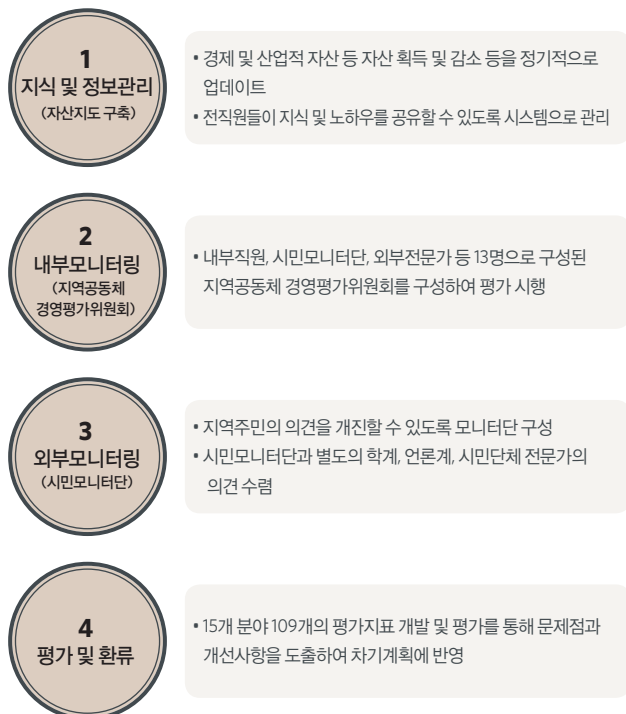 1
지식 및 정보관리
(자산지도 구축)
• 경제 및 산업적 자산 등 자산 획득 및 감소 등을 정기적으로
업데이트
• 전직원들이 지식 및 노하우를 공유할 수 있도록 시스템으로 관리
2
내부모니터링
(지역공동체
경영평가위원회)
• 내부직원, 시민모니터단, 외부전문가 등 13명으로 구성된
지역공동체 경영평가위원회를 구성하여 평가 시행
3
외부모니터링
(시민모니터단)
• 지역주민의 의견을 개진할 수 있도록 모니터단 구성
• 시민모니터단과 별도의 학계, 언론계, 시민단체 전문가의
의견 수렴
4
평가 및 환류
• 15개 분야 109개의 평가지표 개발 및 평가를 통해 문제점과
개선사항을 도출하여 차기계획에 반영